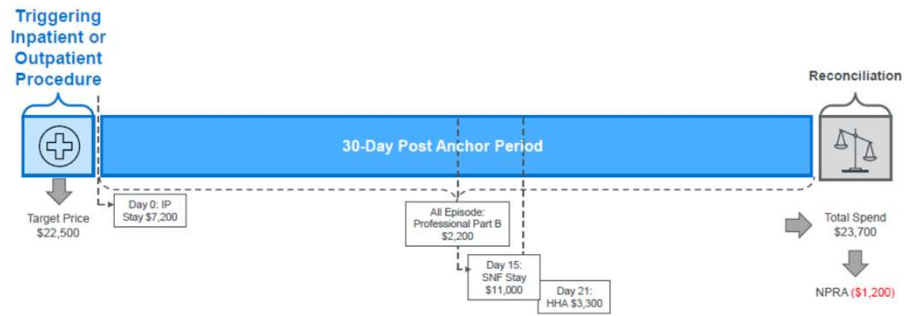 Triggering
Inpatient or
Outpatient
Procedure
Reconciliation
30-Day Post Anchor Period
Target Price
$22,500
Day 0: IP
Stay $7,200
All Episode:
Professional Part B
$2,200
Day 15:
SNF Stay
$11,000
Day 21:
HHA $3,300
Total Spend
$23,700
NPRA ($1,200)